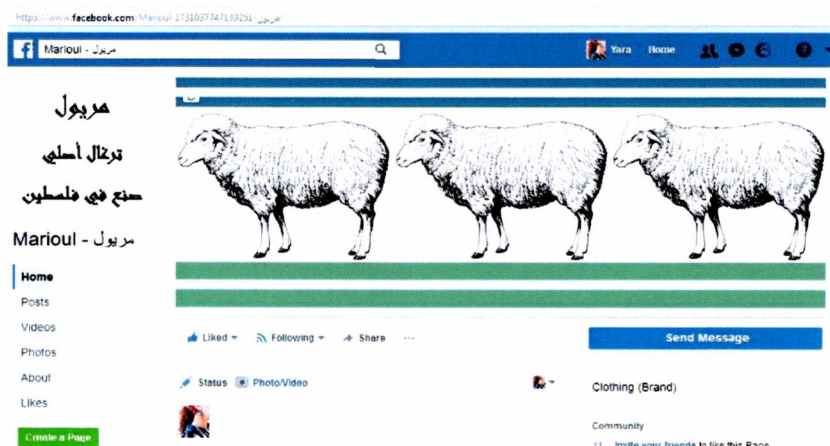 https://www.facebook.com/Marioul-1731037747139251-مريول/
Marioul - مريول
Yara Home
مريول
ترغال أصلي
صنع في فلسطين
Marioul - مريول
Home
Posts
Videos
Photos
About
Likes
Create a Page
Liked Following Share ...
Send Message
Status Photo/Video
Clothing (Brand)
Community
Invite your friends to like this Page